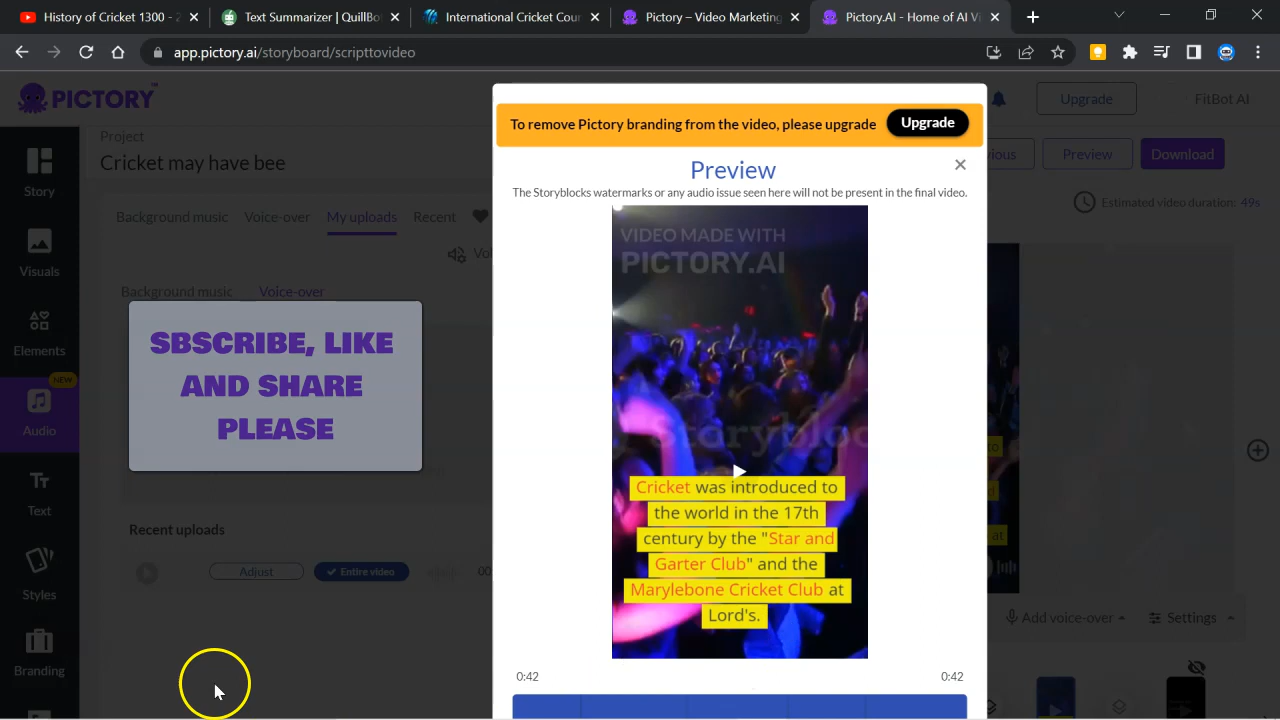 History of Cricket 1300 - 2
Text Summarizer | QuillBo
International Cricket Cour
Pictory – Video Marketing
Pictory.AI - Home of AI V
app.pictory.ai/storyboard/scripttovideo
PICTORY™
Upgrade
FitBot AI
To remove Pictory branding from the video, please upgrade
Upgrade
Project
Cricket may have bee
Preview
Download
Preview
The Storyblocks watermarks or any audio issue seen here will not be present in the final video.
Story
Visuals
Elements
NEW
Audio
Text
Styles
Branding
Background music
Voice-over
My uploads
Recent
Estimated video duration: 49s
Background music
Voice-over
SBSCRIBE, LIKE
AND SHARE
PLEASE
Recent uploads
Adjust
Entire video
00
VIDEO MADE WITH
PICTORY.AI
Storybloc
Cricket was introduced to
the world in the 17th
century by the "Star and
Garter Club" and the
Marylebone Cricket Club at
Lord's.
0:42
0:42
at
Add voice-over
Settings